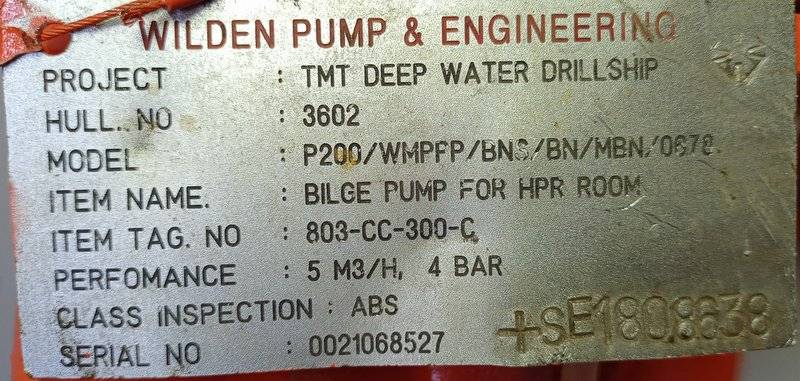 WILDEN PUMP & ENGINEERING
PROJECT : TMT DEEP WATER DRILLSHIP
HULL. NO : 3602
MODEL : P200/WMPFP/BNS/BN/MBN/0678.
ITEM NAME. : BILGE PUMP FOR HPR ROOM
ITEM TAG. NO : 803-CC-300-C
PERFOMANCE : 5 M3/H, 4 BAR
CLASS INSPECTION : ABS
SERIAL NO : 0021068527